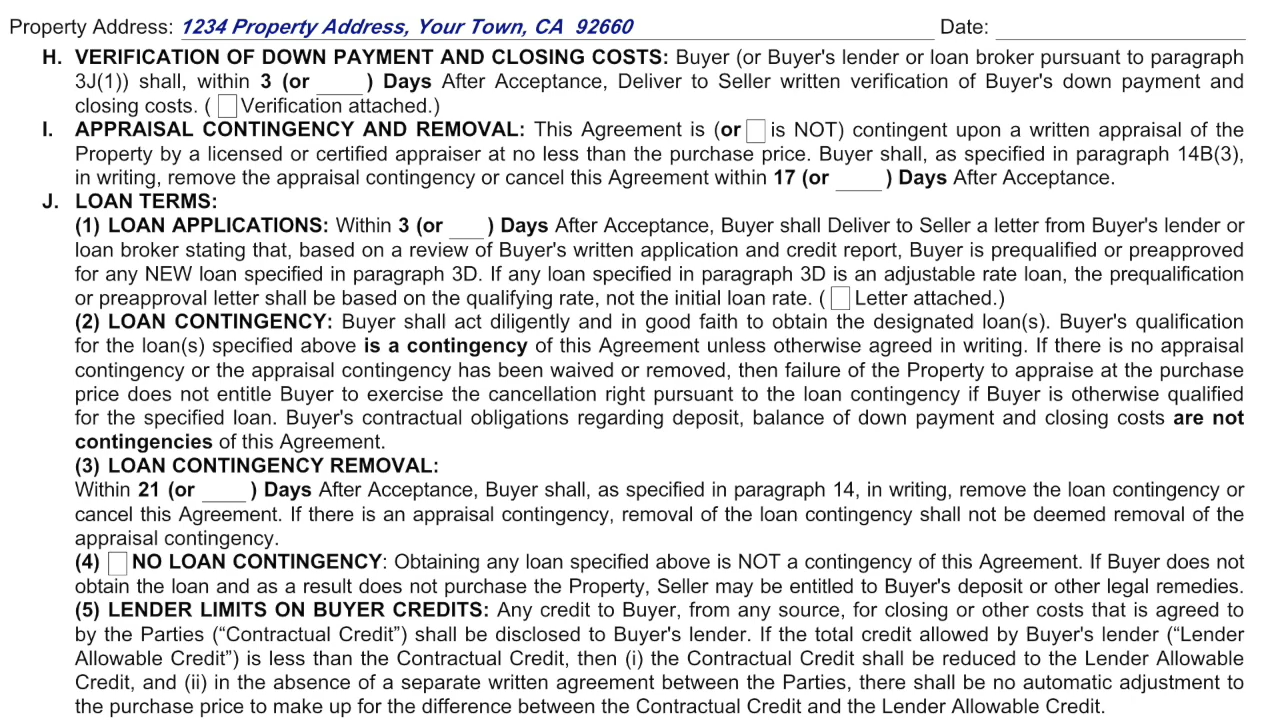 Property Address: 1234 Property Address, Your Town, CA 92660 Date:
H. VERIFICATION OF DOWN PAYMENT AND CLOSING COSTS: Buyer (or Buyer's lender or loan broker pursuant to paragraph
3J(1)) shall, within 3 (or ____ ) Days After Acceptance, Deliver to Seller written verification of Buyer's down payment and
closing costs. ( ☐ Verification attached.)
I. APPRAISAL CONTINGENCY AND REMOVAL: This Agreement is (or ☐ is NOT) contingent upon a written appraisal of the
Property by a licensed or certified appraiser at no less than the purchase price. Buyer shall, as specified in paragraph 14B(3),
in writing, remove the appraisal contingency or cancel this Agreement within 17 (or ____ ) Days After Acceptance.
J. LOAN TERMS:
(1) LOAN APPLICATIONS: Within 3 (or ____ ) Days After Acceptance, Buyer shall Deliver to Seller a letter from Buyer's lender or
loan broker stating that, based on a review of Buyer's written application and credit report, Buyer is prequalified or preapproved
for any NEW loan specified in paragraph 3D. If any loan specified in paragraph 3D is an adjustable rate loan, the prequalification
or preapproval letter shall be based on the qualifying rate, not the initial loan rate. ( ☐ Letter attached.)
(2) LOAN CONTINGENCY: Buyer shall act diligently and in good faith to obtain the designated loan(s). Buyer's qualification
for the loan(s) specified above is a contingency of this Agreement unless otherwise agreed in writing. If there is no appraisal
contingency or the appraisal contingency has been waived or removed, then failure of the Property to appraise at the purchase
price does not entitle Buyer to exercise the cancellation right pursuant to the loan contingency if Buyer is otherwise qualified
for the specified loan. Buyer's contractual obligations regarding deposit, balance of down payment and closing costs are not
contingencies of this Agreement.
(3) LOAN CONTINGENCY REMOVAL:
Within 21 (or ____ ) Days After Acceptance, Buyer shall, as specified in paragraph 14, in writing, remove the loan contingency or
cancel this Agreement. If there is an appraisal contingency, removal of the loan contingency shall not be deemed removal of the
appraisal contingency.
(4) ☐ NO LOAN CONTINGENCY: Obtaining any loan specified above is NOT a contingency of this Agreement. If Buyer does not
obtain the loan and as a result does not purchase the Property, Seller may be entitled to Buyer's deposit or other legal remedies.
(5) LENDER LIMITS ON BUYER CREDITS: Any credit to Buyer, from any source, for closing or other costs that is agreed to
by the Parties (“Contractual Credit”) shall be disclosed to Buyer's lender. If the total credit allowed by Buyer's lender (“Lender
Allowable Credit”) is less than the Contractual Credit, then (i) the Contractual Credit shall be reduced to the Lender Allowable
Credit, and (ii) in the absence of a separate written agreement between the Parties, there shall be no automatic adjustment to
the purchase price to make up for the difference between the Contractual Credit and the Lender Allowable Credit.